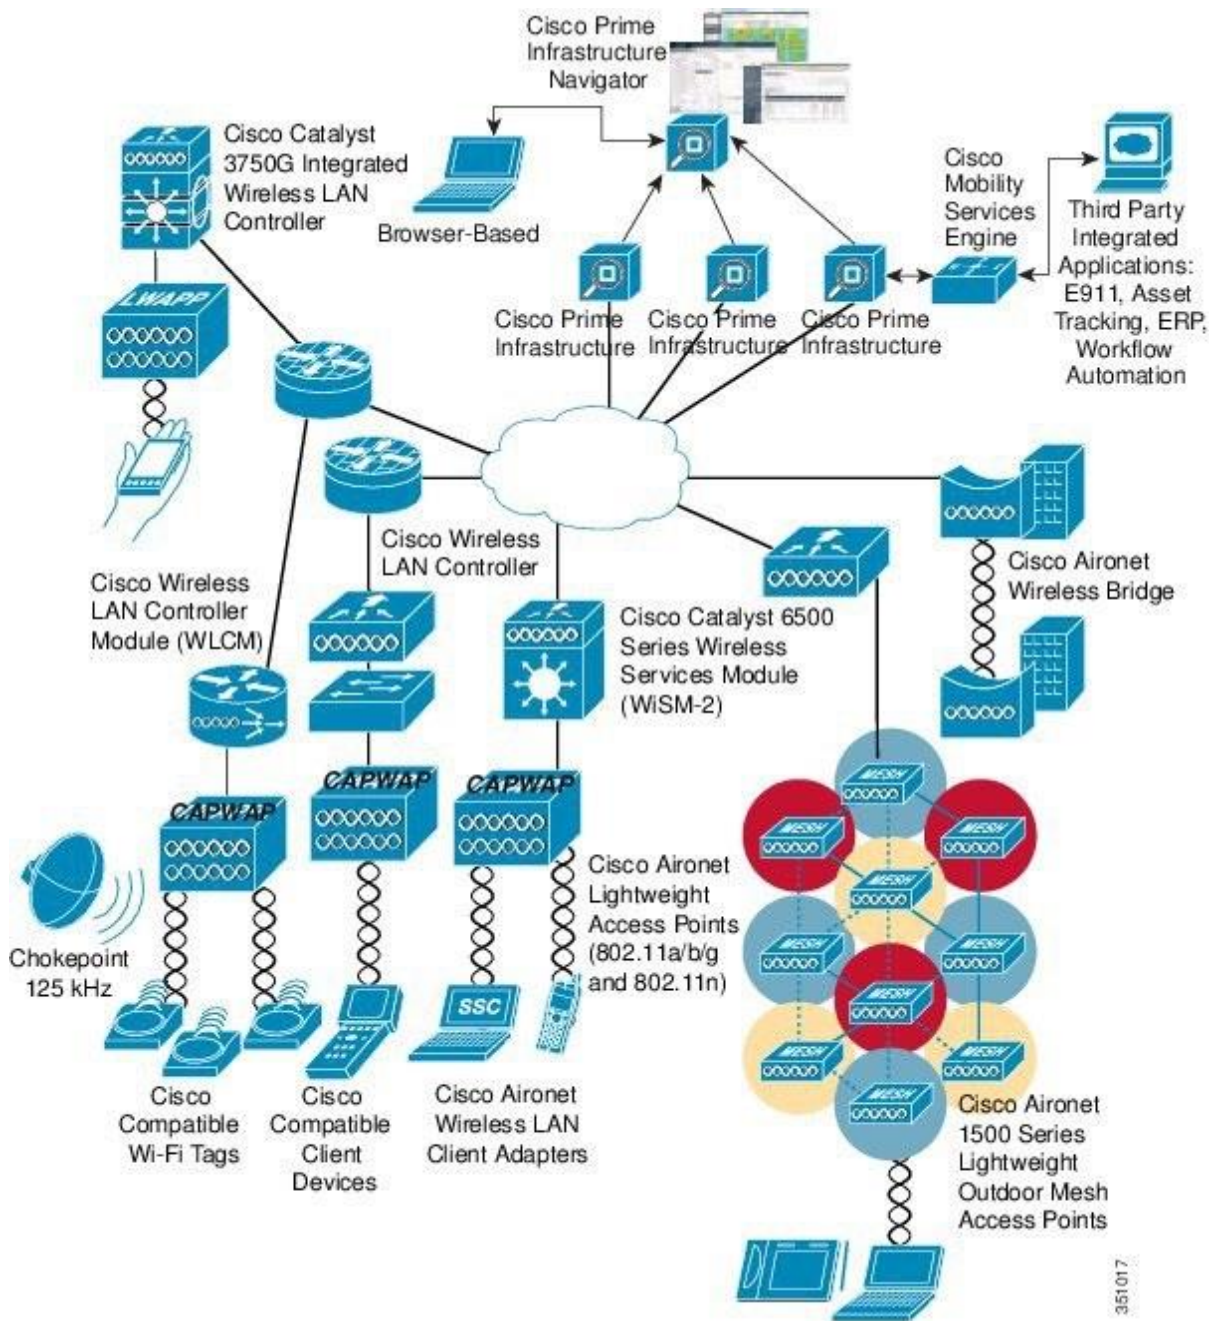 Cisco Prime
Infrastructure
Navigator
Cisco Catalyst
3750G Integrated
Wireless LAN
Controller
Browser-Based
Cisco
Mobility
Services
Engine
Third Party
Integrated
Applications:
E911, Asset
Tracking, ERP,
Workflow
Automation
LWAPP
Cisco Prime
Infrastructure
Cisco Prime
Infrastructure
Cisco Prime
Infrastructure
Cisco Wireless
LAN Controller
Cisco Aironet
Wireless Bridge
Cisco Wireless
LAN Controller
Module (WLCM)
Cisco Catalyst 6500
Series Wireless
Services Module
(WiSM-2)
CAPWAP
CAPWAP
CAPWAP
MESH
MESH
MESH
MESH
MESH
MESH
MESH
MESH
MESH
MESH
Cisco Aironet
Lightweight
Access Points
(802.11a/b/g
and 802.11n)
Chokepoint
125 kHz
SSC
Cisco
Compatible
Wi-Fi Tags
Cisco
Compatible
Client
Devices
Cisco Aironet
Wireless LAN
Client Adapters
Cisco Aironet
1500 Series
Lightweight
Outdoor Mesh
Access Points
351017